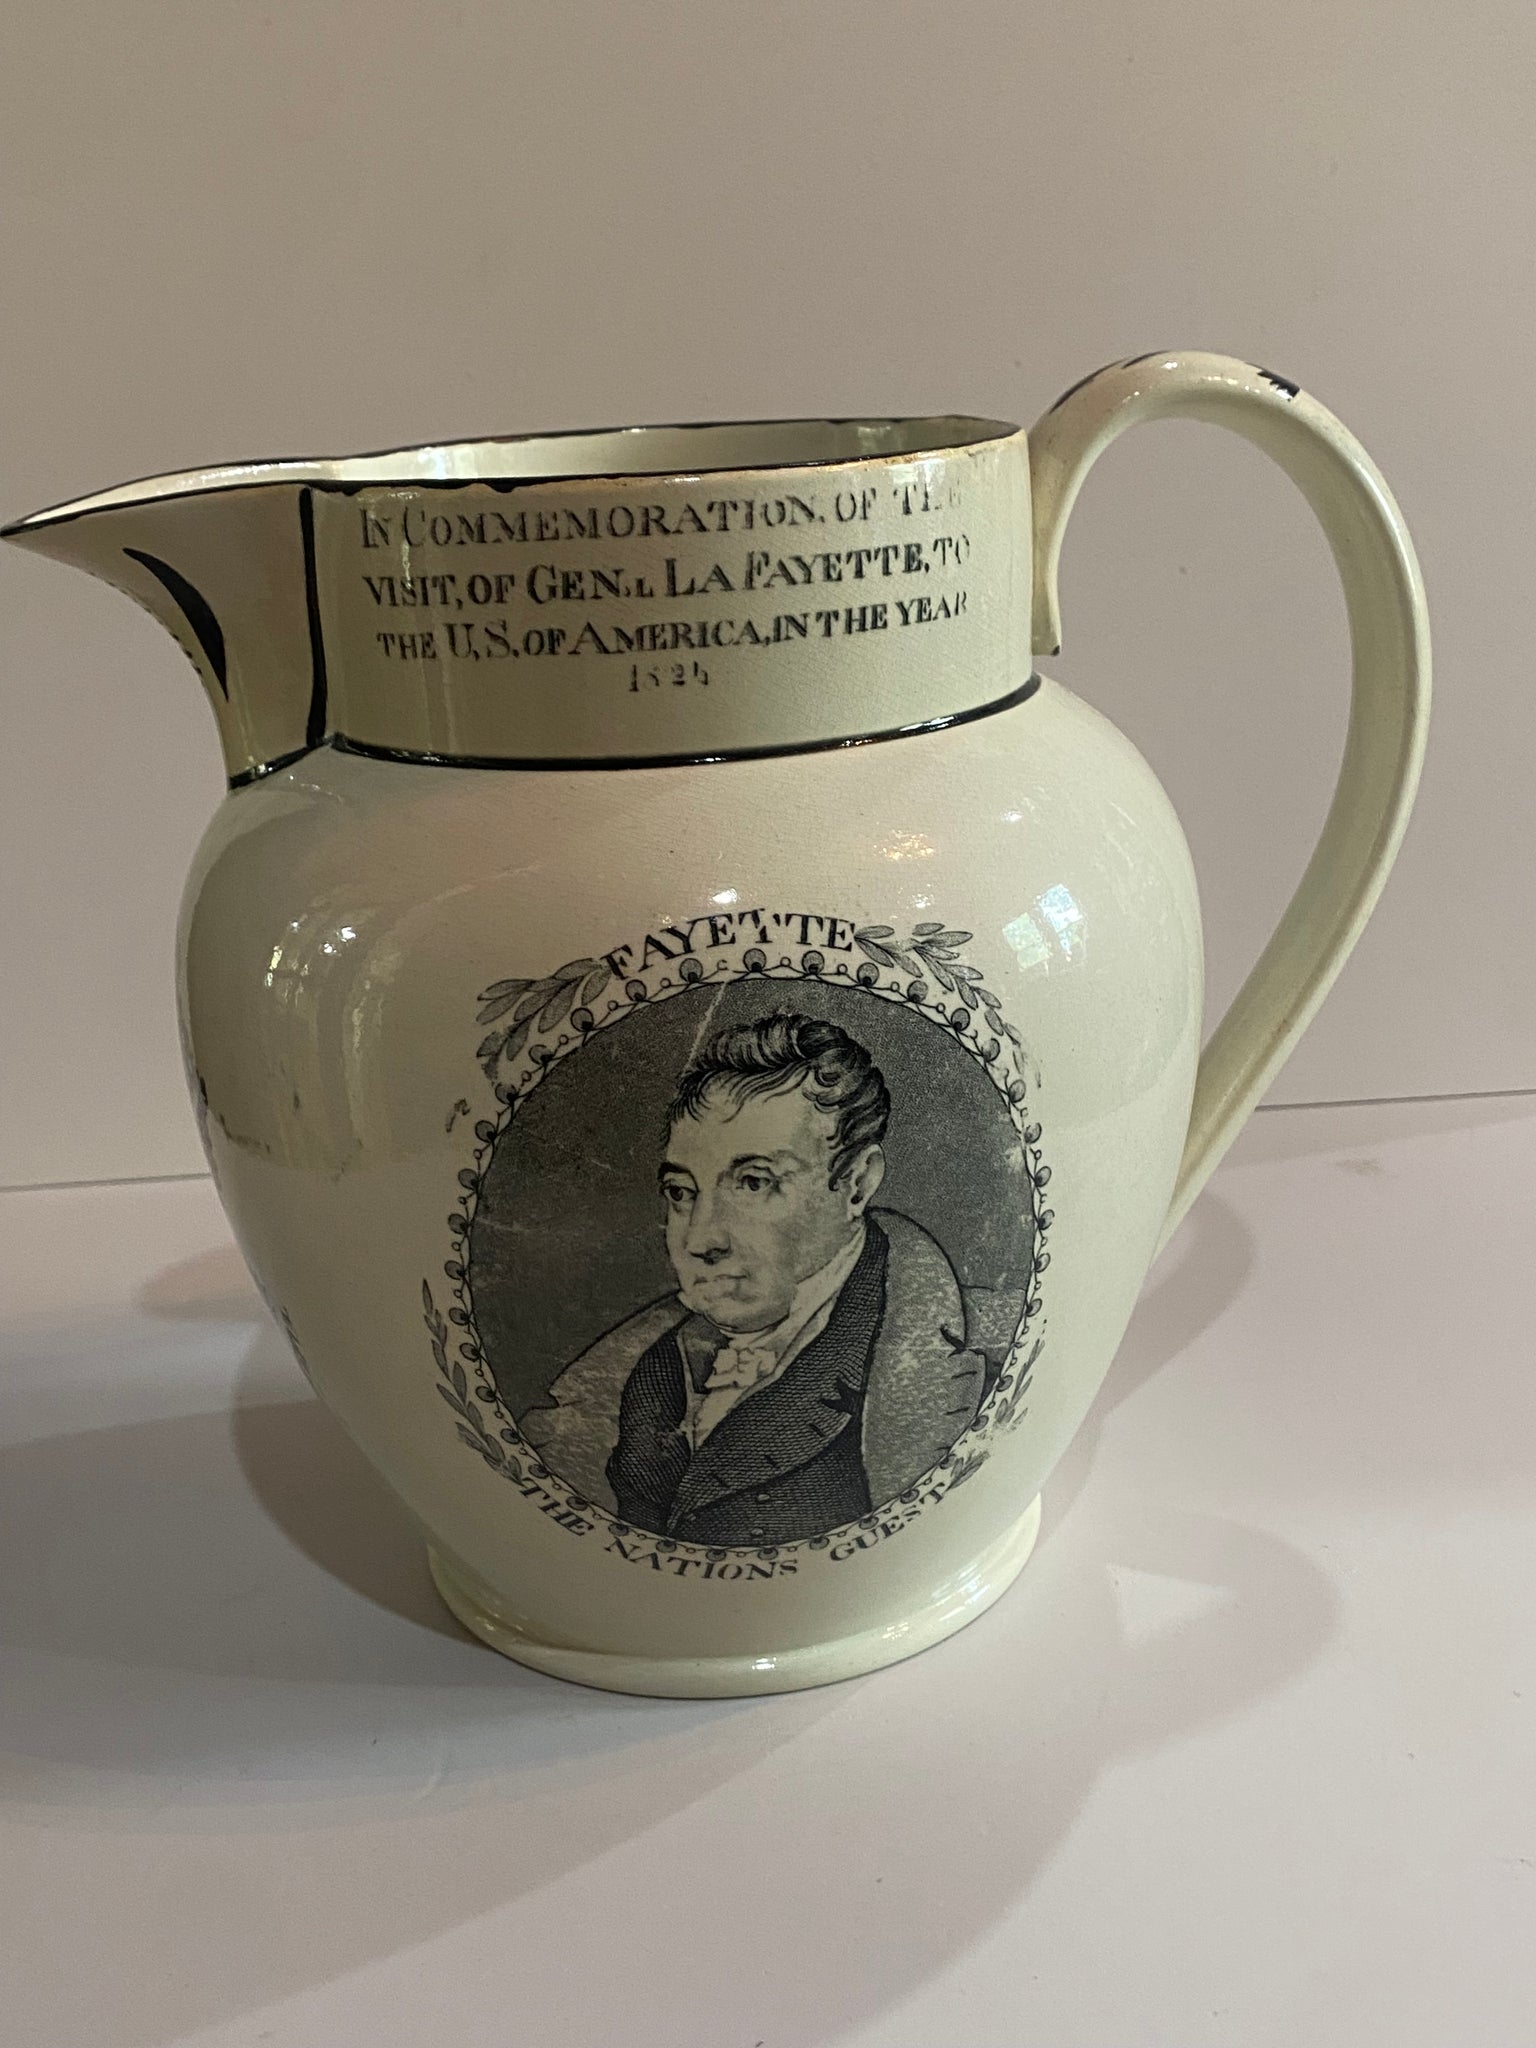 IN COMMEMORATION, OF THE
VISIT, OF GEN.L LA FAYETTE, TO
THE U, S, OF AMERICA, IN THE YEAR
1824
FAYETTE
THE NATIONS GUEST